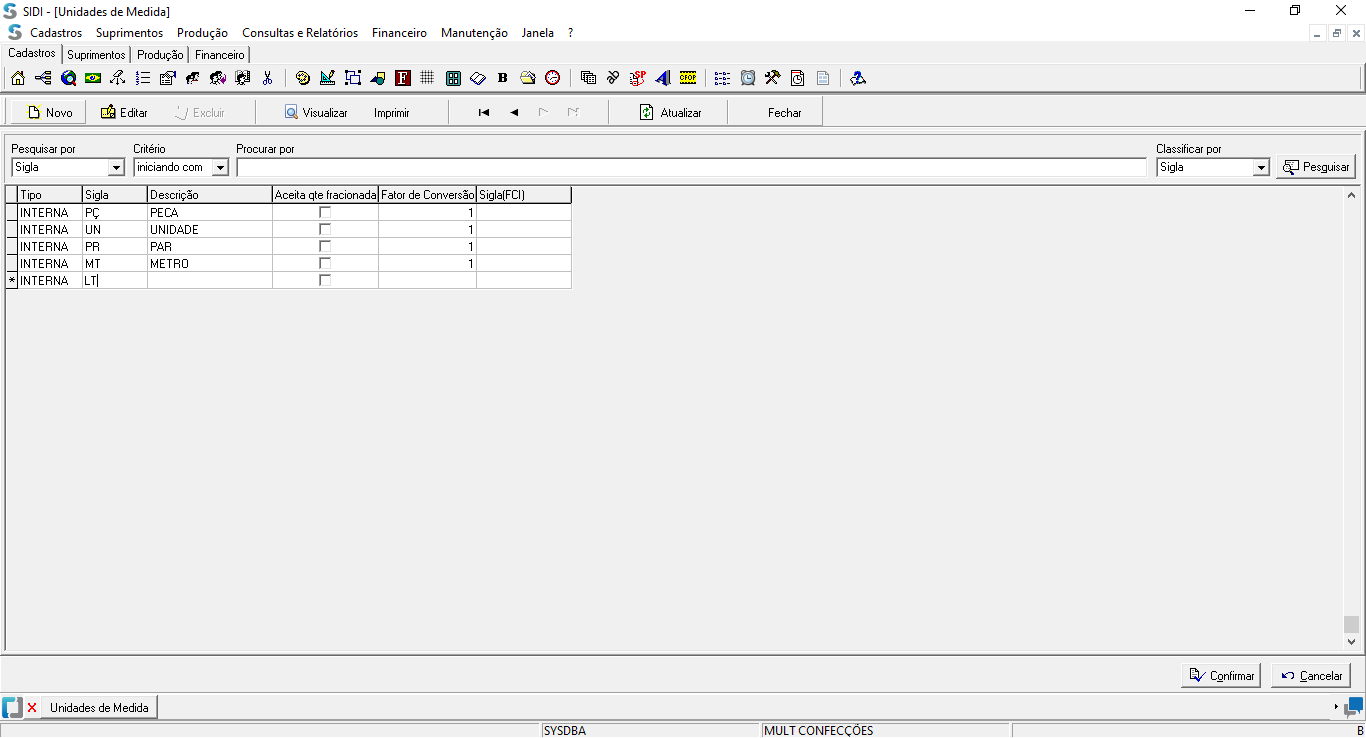 SIDI - [Unidades de Medida]
Cadastros Suprimentos Produção Consultas e Relatórios Financeiro Manutenção Janela ?
Cadastros Suprimentos Produção Financeiro
F B SP CFOP
Novo Editar Excluir Visualizar Imprimir Atualizar Fechar
Pesquisar por Critério Procurar por Classificar por
Sigla iniciando com Sigla Pesquisar
Tipo Sigla Descrição Aceita qte fracionada Fator de Conversão Sigla(FCI)
INTERNA PÇ PECA 1
INTERNA UN UNIDADE 1
INTERNA PR PAR 1
INTERNA MT METRO 1
* INTERNA LT
Confirmar Cancelar
Unidades de Medida
SYSDBA MULT CONFECÇÕES B